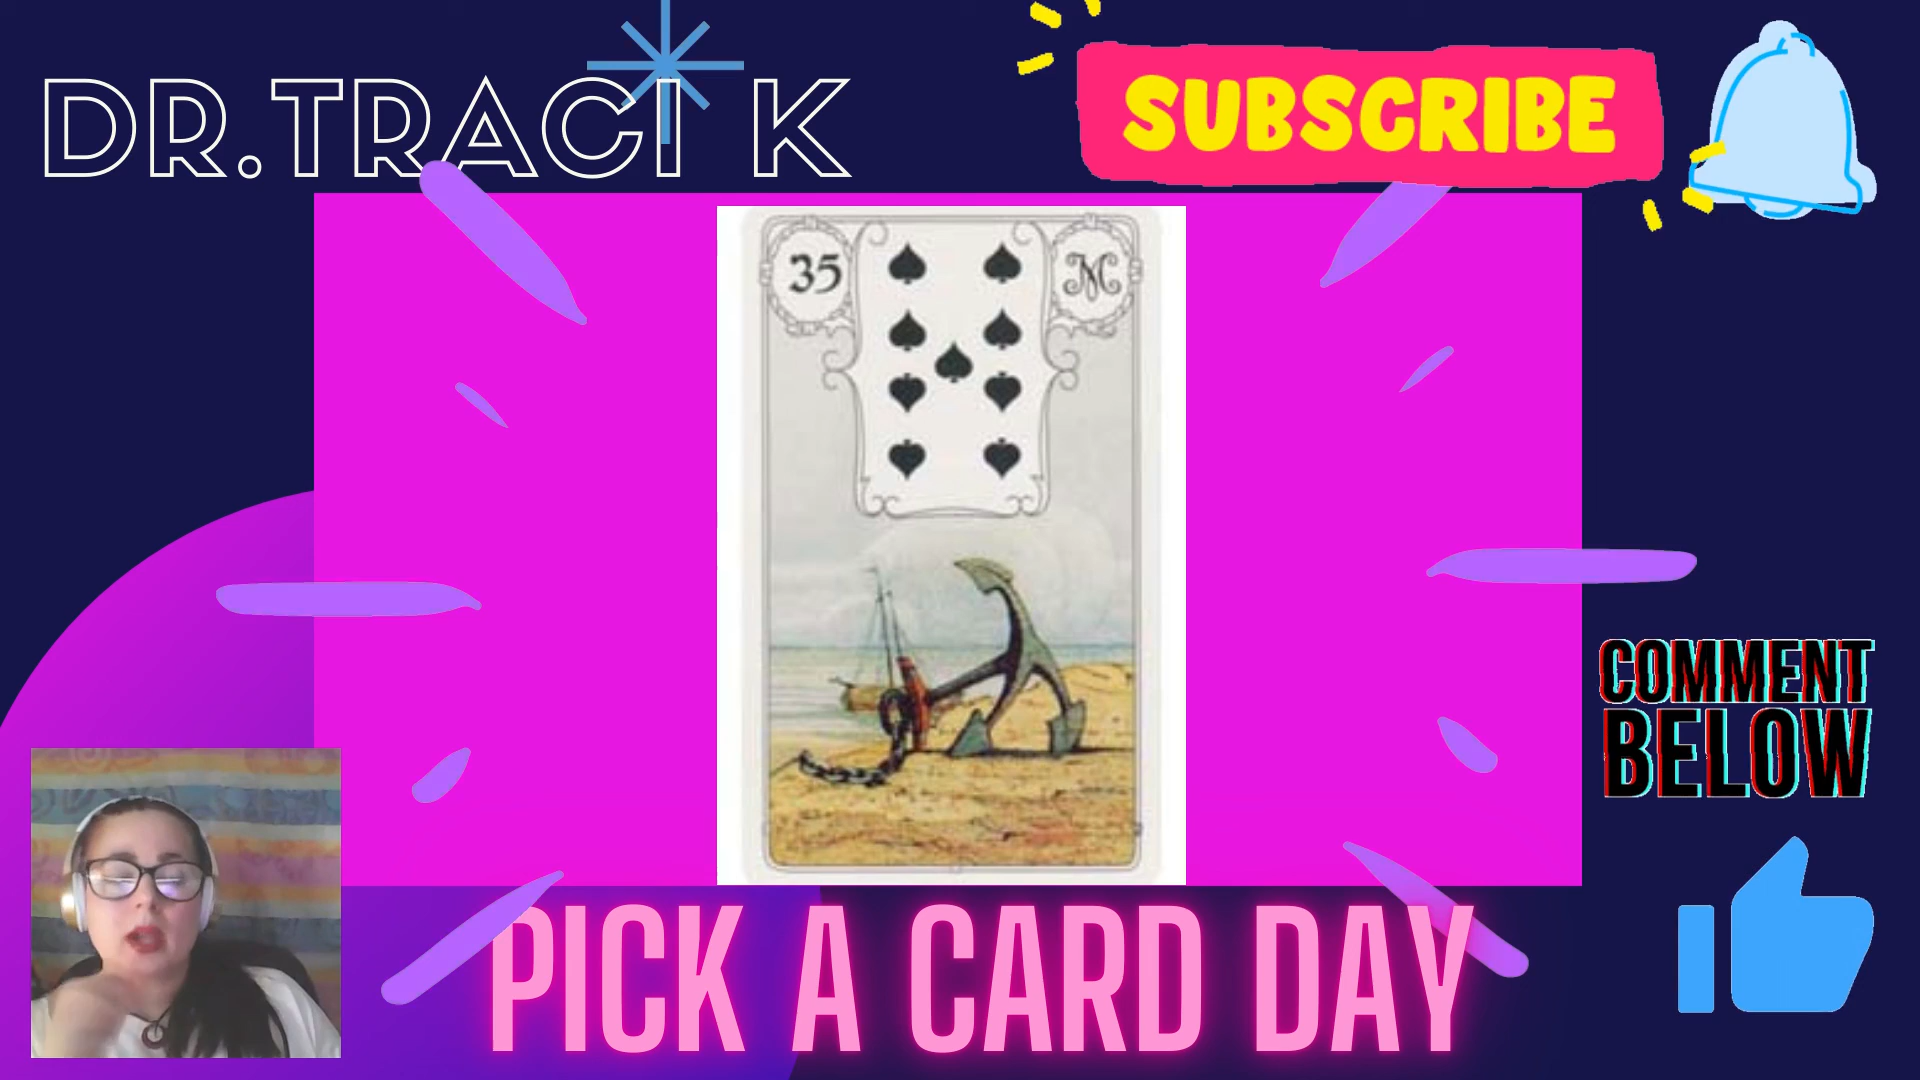 DR.TRACI K
SUBSCRIBE
35
COMMENT
BELOW
PICK A CARD DAY